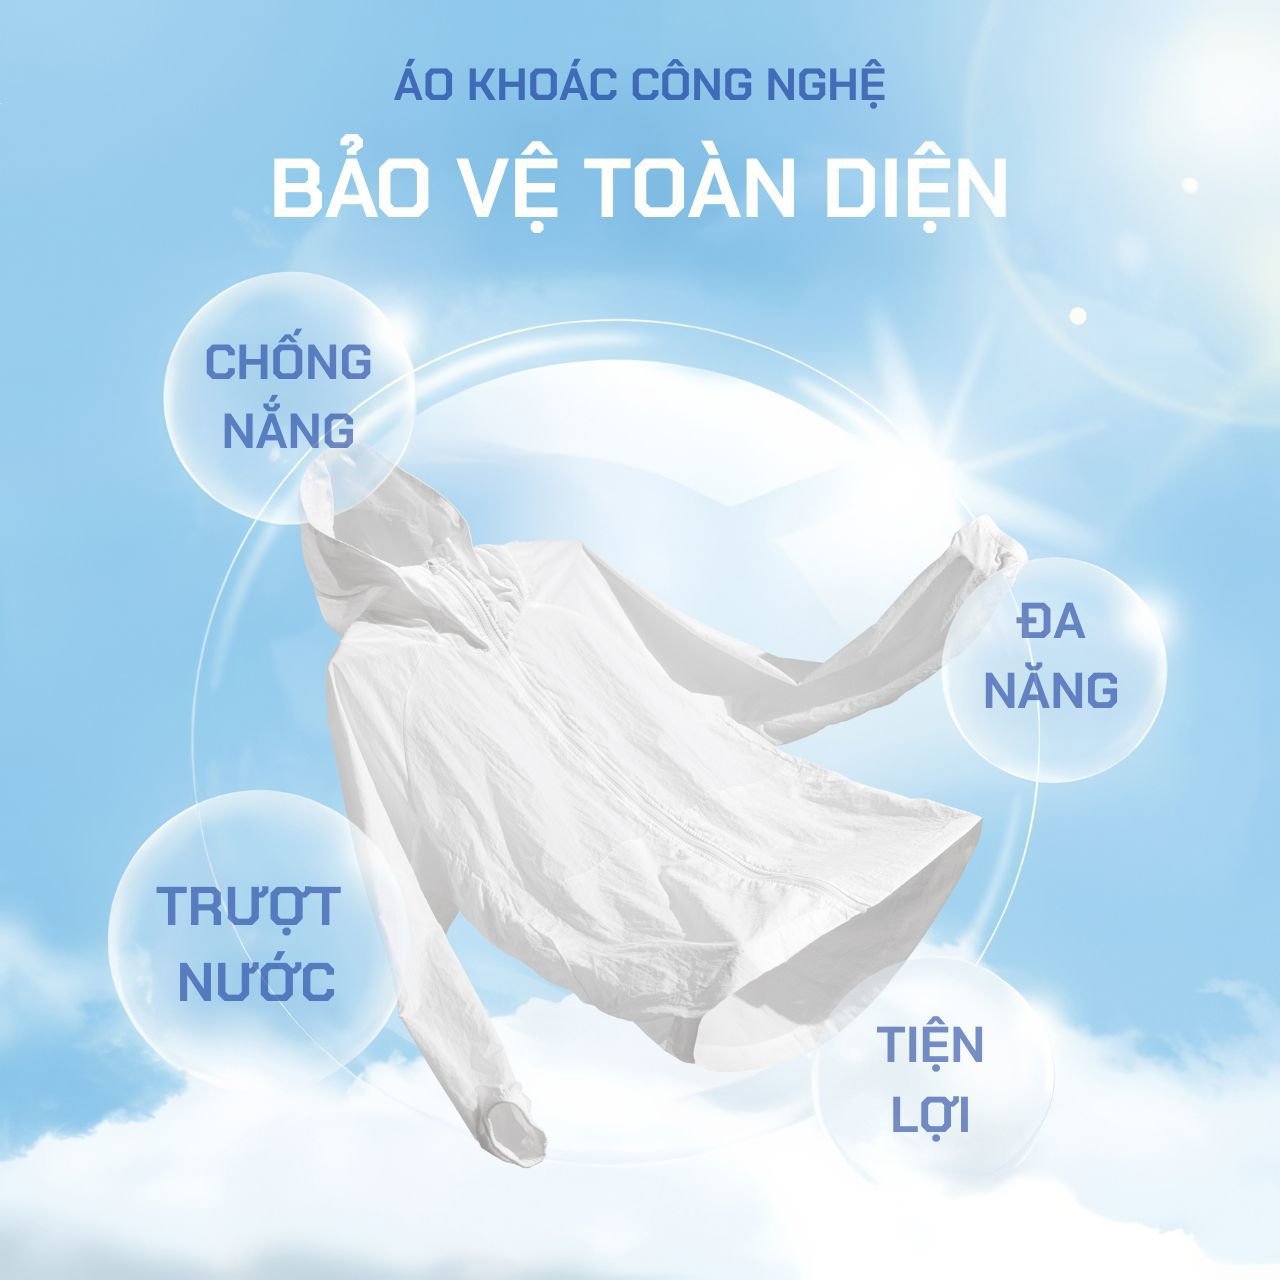 ÁO KHOÁC CÔNG NGHỆ
BẢO VỆ TOÀN DIỆN
CHỐNG
NẮNG
ĐA
NĂNG
TRƯỢT
NƯỚC
TIỆN
LỢI